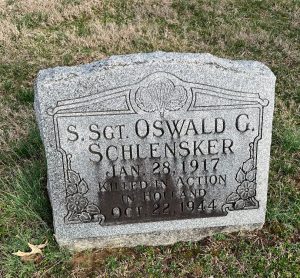 S. SGT. OSWALD G.
SCHLENSKER
JAN. 28, 1917
KILLED IN ACTION
IN HOLLAND
OCT. 22, 1944